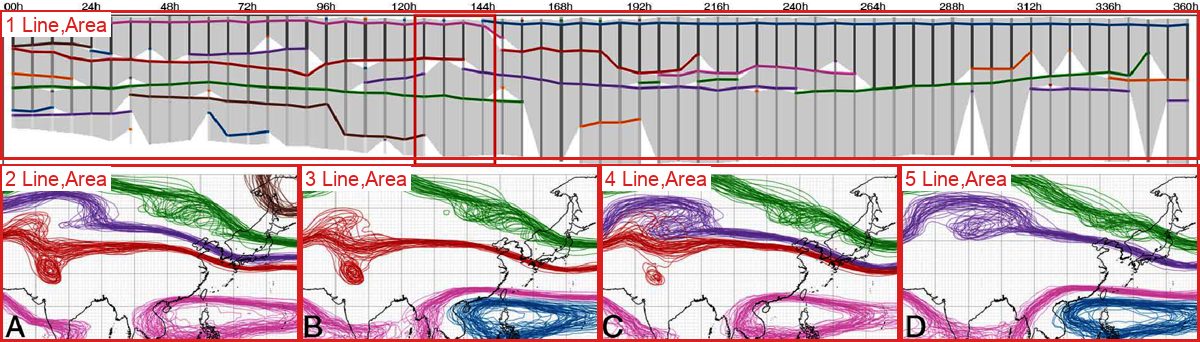 00h 24h 48h 72h 96h 120h 144h 168h 192h 216h 240h 264h 288h 312h 336h 360h
1 Line,Area
2 Line,Area 3 Line,Area 4 Line,Area 5 Line,Area
A B C D